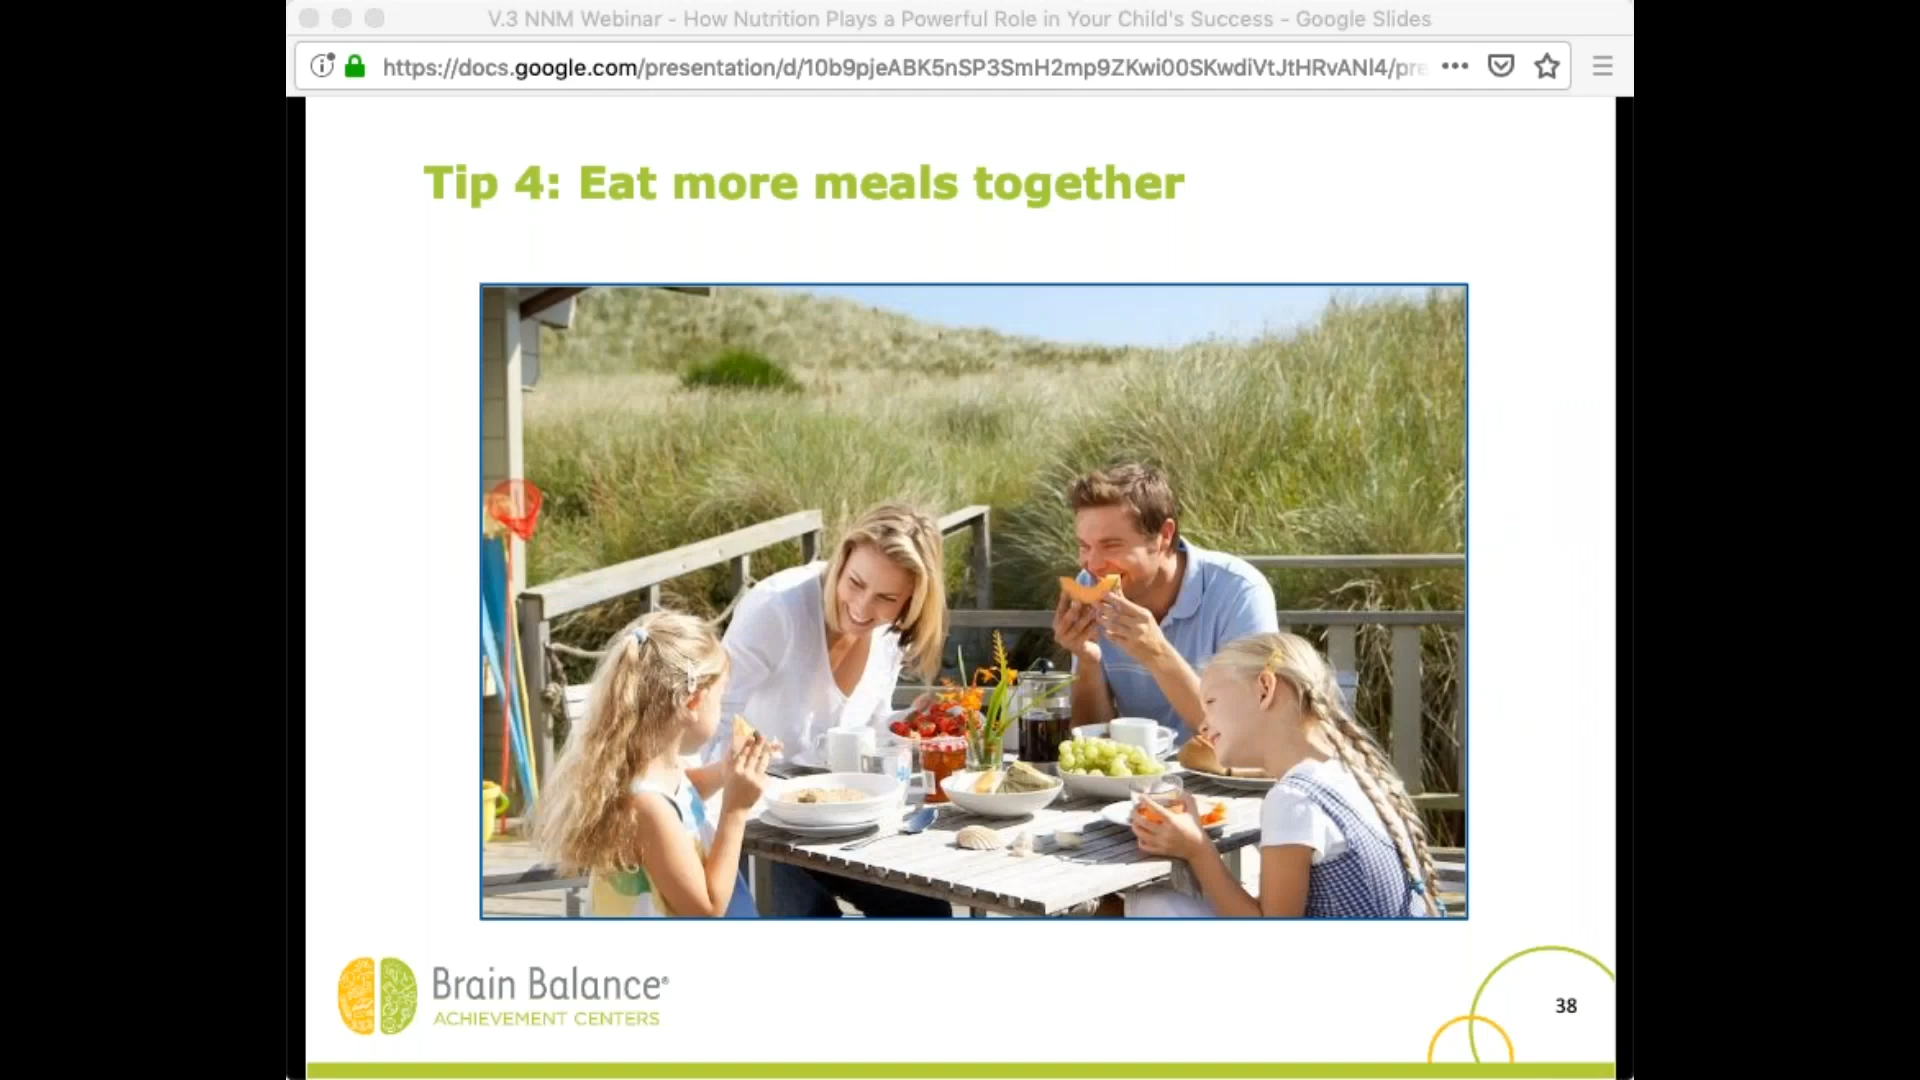 V.3 NNM Webinar - How Nutrition Plays a Powerful Role in Your Child's Success - Google Slides
https://docs.google.com/presentation/d/10b9pjeABK5nSP3SmH2mp9ZKwi00SKwdiVtJtHRvANl4/pre
Tip 4: Eat more meals together
Brain Balance®
ACHIEVEMENT CENTERS
38